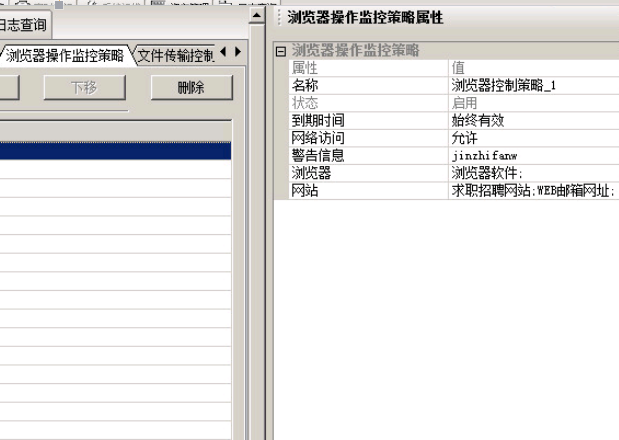 日志查询
浏览器操作监控策略
文件传输控制
下移
删除
浏览器操作监控策略属性
浏览器操作监控策略
属性 值
名称 浏览器控制策略_1
状态 启用
到期时间 始终有效
网络访问 允许
警告信息 jinzhifanw
浏览器 浏览器软件;
网站 求职招聘网站;WEB邮箱网址;